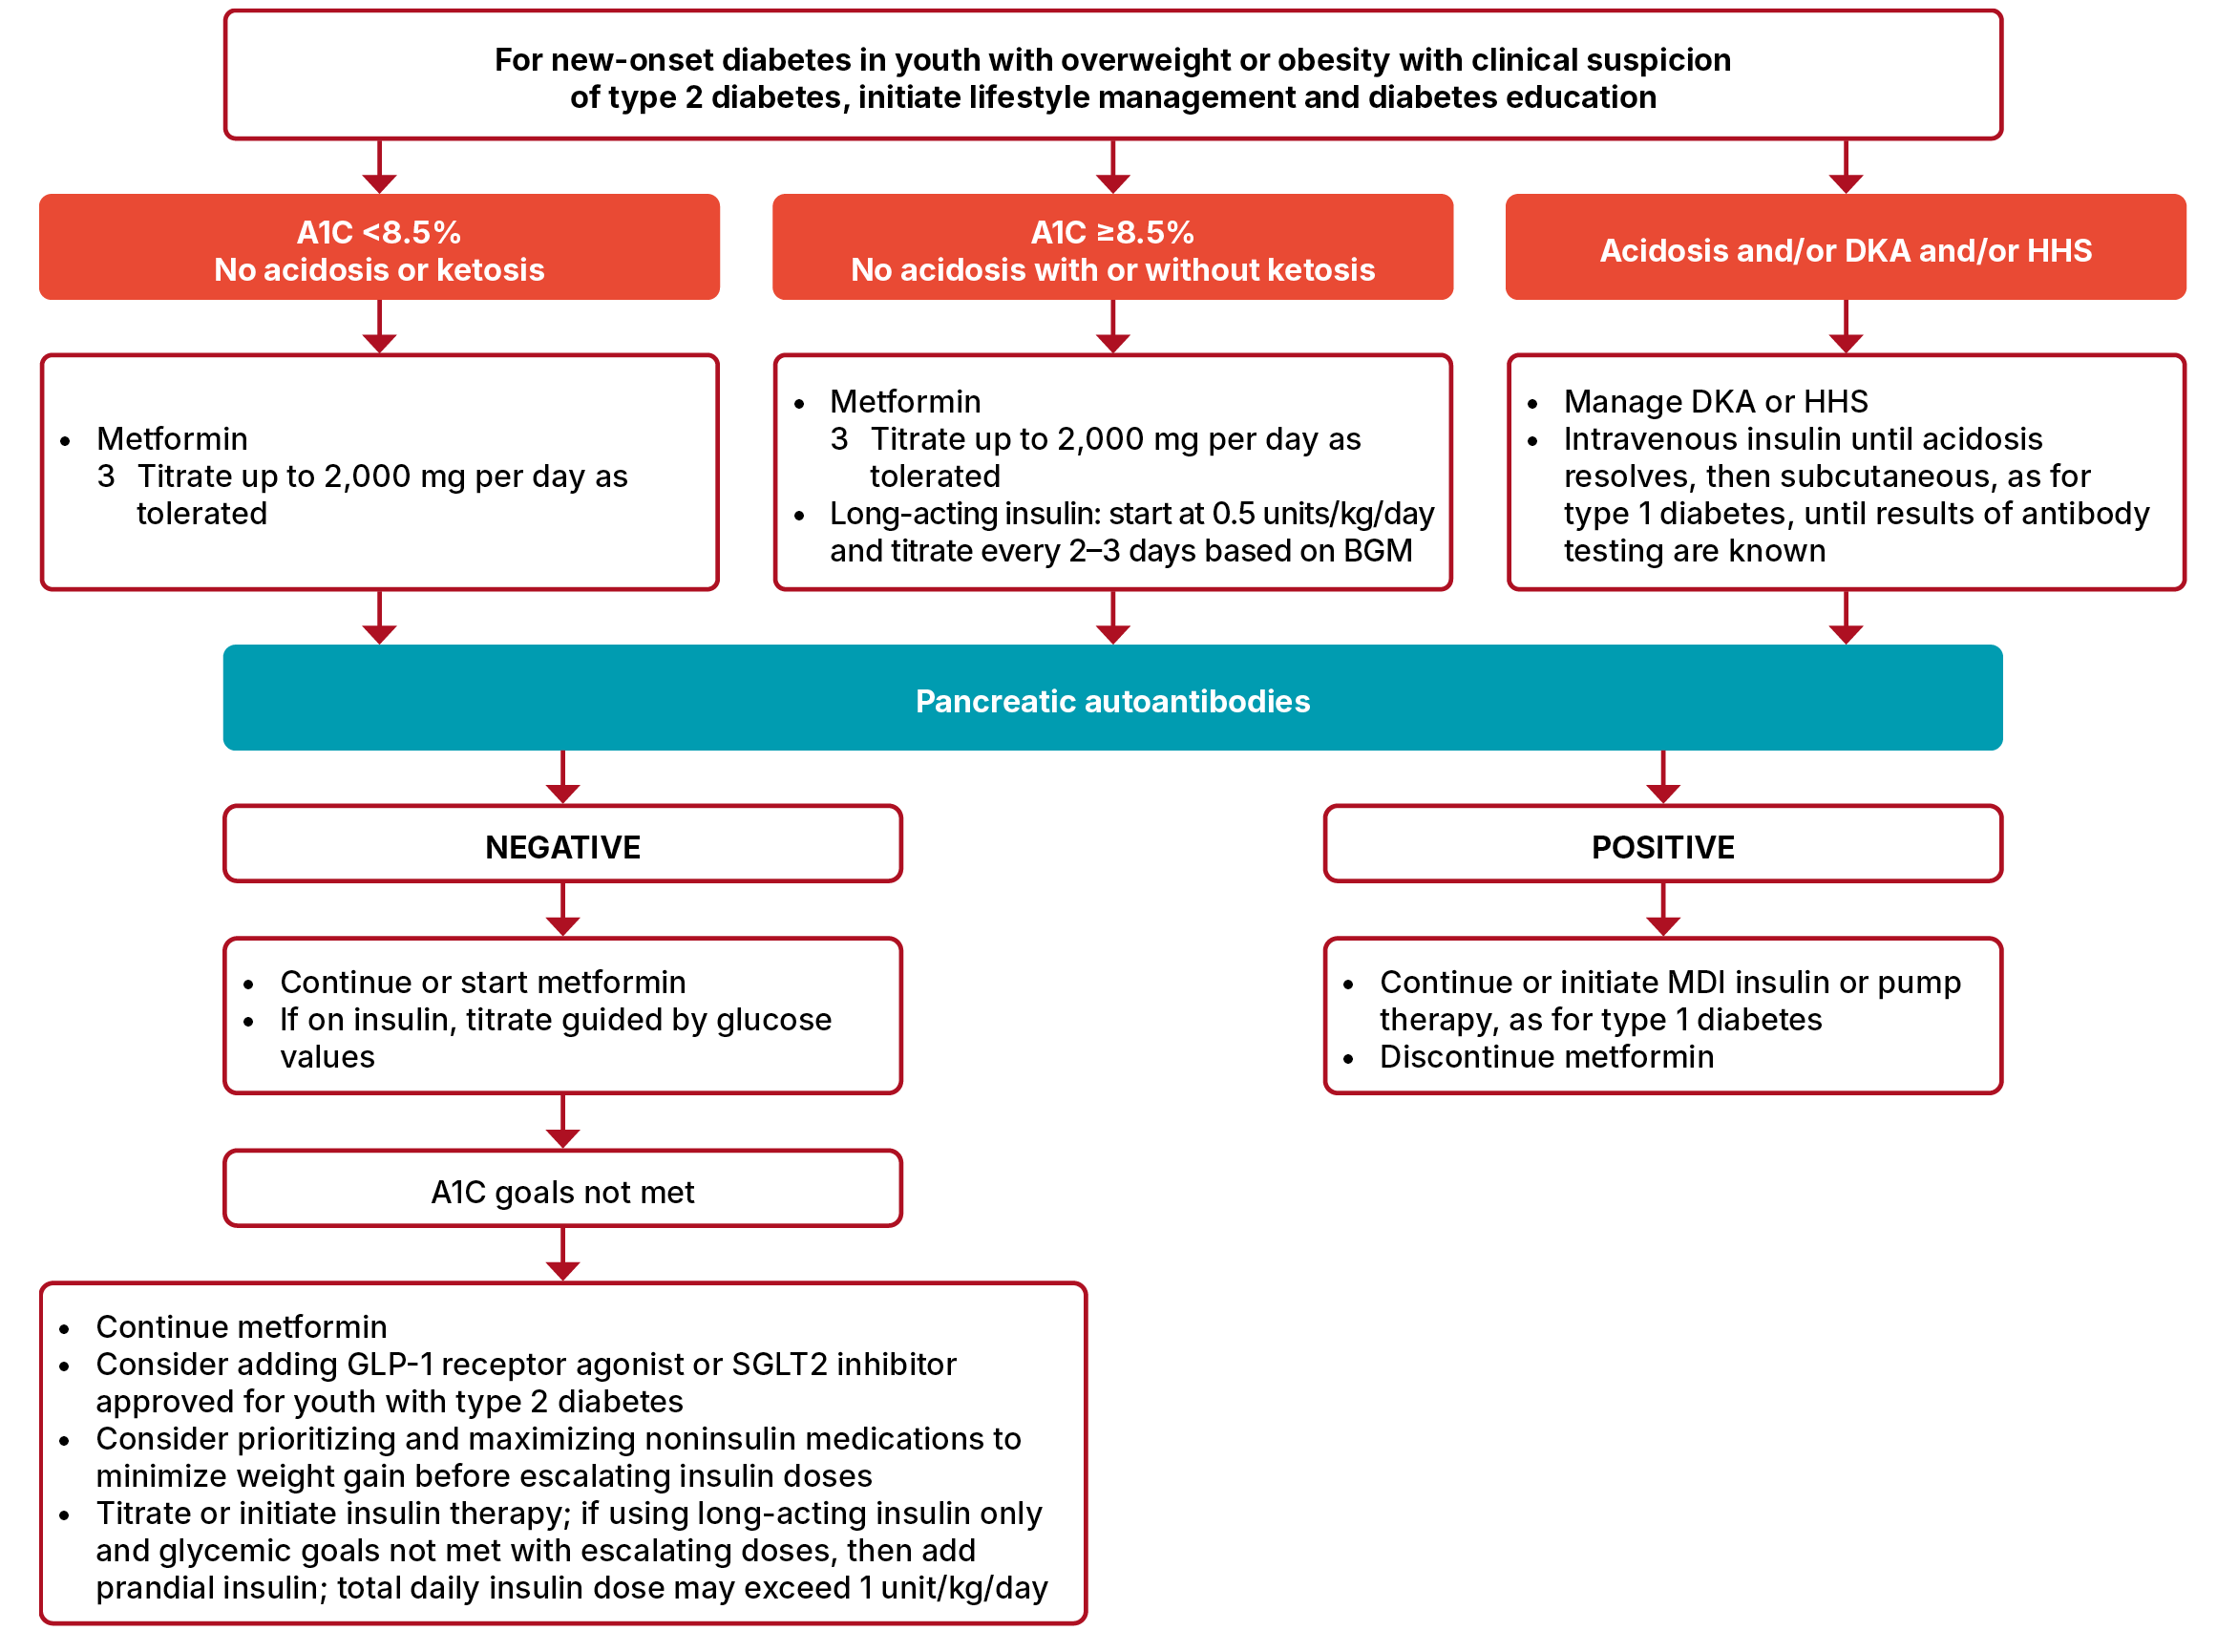 For new-onset diabetes in youth with overweight or obesity with clinical suspicion
of type 2 diabetes, initiate lifestyle management and diabetes education
A1C <8.5%
No acidosis or ketosis
A1C ≥8.5%
No acidosis with or without ketosis
Acidosis and/or DKA and/or HHS
• Metformin
3 Titrate up to 2,000 mg per day as
tolerated
• Metformin
3 Titrate up to 2,000 mg per day as
tolerated
• Long-acting insulin: start at 0.5 units/kg/day
and titrate every 2–3 days based on BGM
• Manage DKA or HHS
• Intravenous insulin until acidosis
resolves, then subcutaneous, as for
type 1 diabetes, until results of antibody
testing are known
Pancreatic autoantibodies
NEGATIVE
POSITIVE
• Continue or start metformin
• If on insulin, titrate guided by glucose
values
• Continue or initiate MDI insulin or pump
therapy, as for type 1 diabetes
• Discontinue metformin
A1C goals not met
• Continue metformin
• Consider adding GLP-1 receptor agonist or SGLT2 inhibitor
approved for youth with type 2 diabetes
• Consider prioritizing and maximizing noninsulin medications to
minimize weight gain before escalating insulin doses
• Titrate or initiate insulin therapy; if using long-acting insulin only
and glycemic goals not met with escalating doses, then add
prandial insulin; total daily insulin dose may exceed 1 unit/kg/day